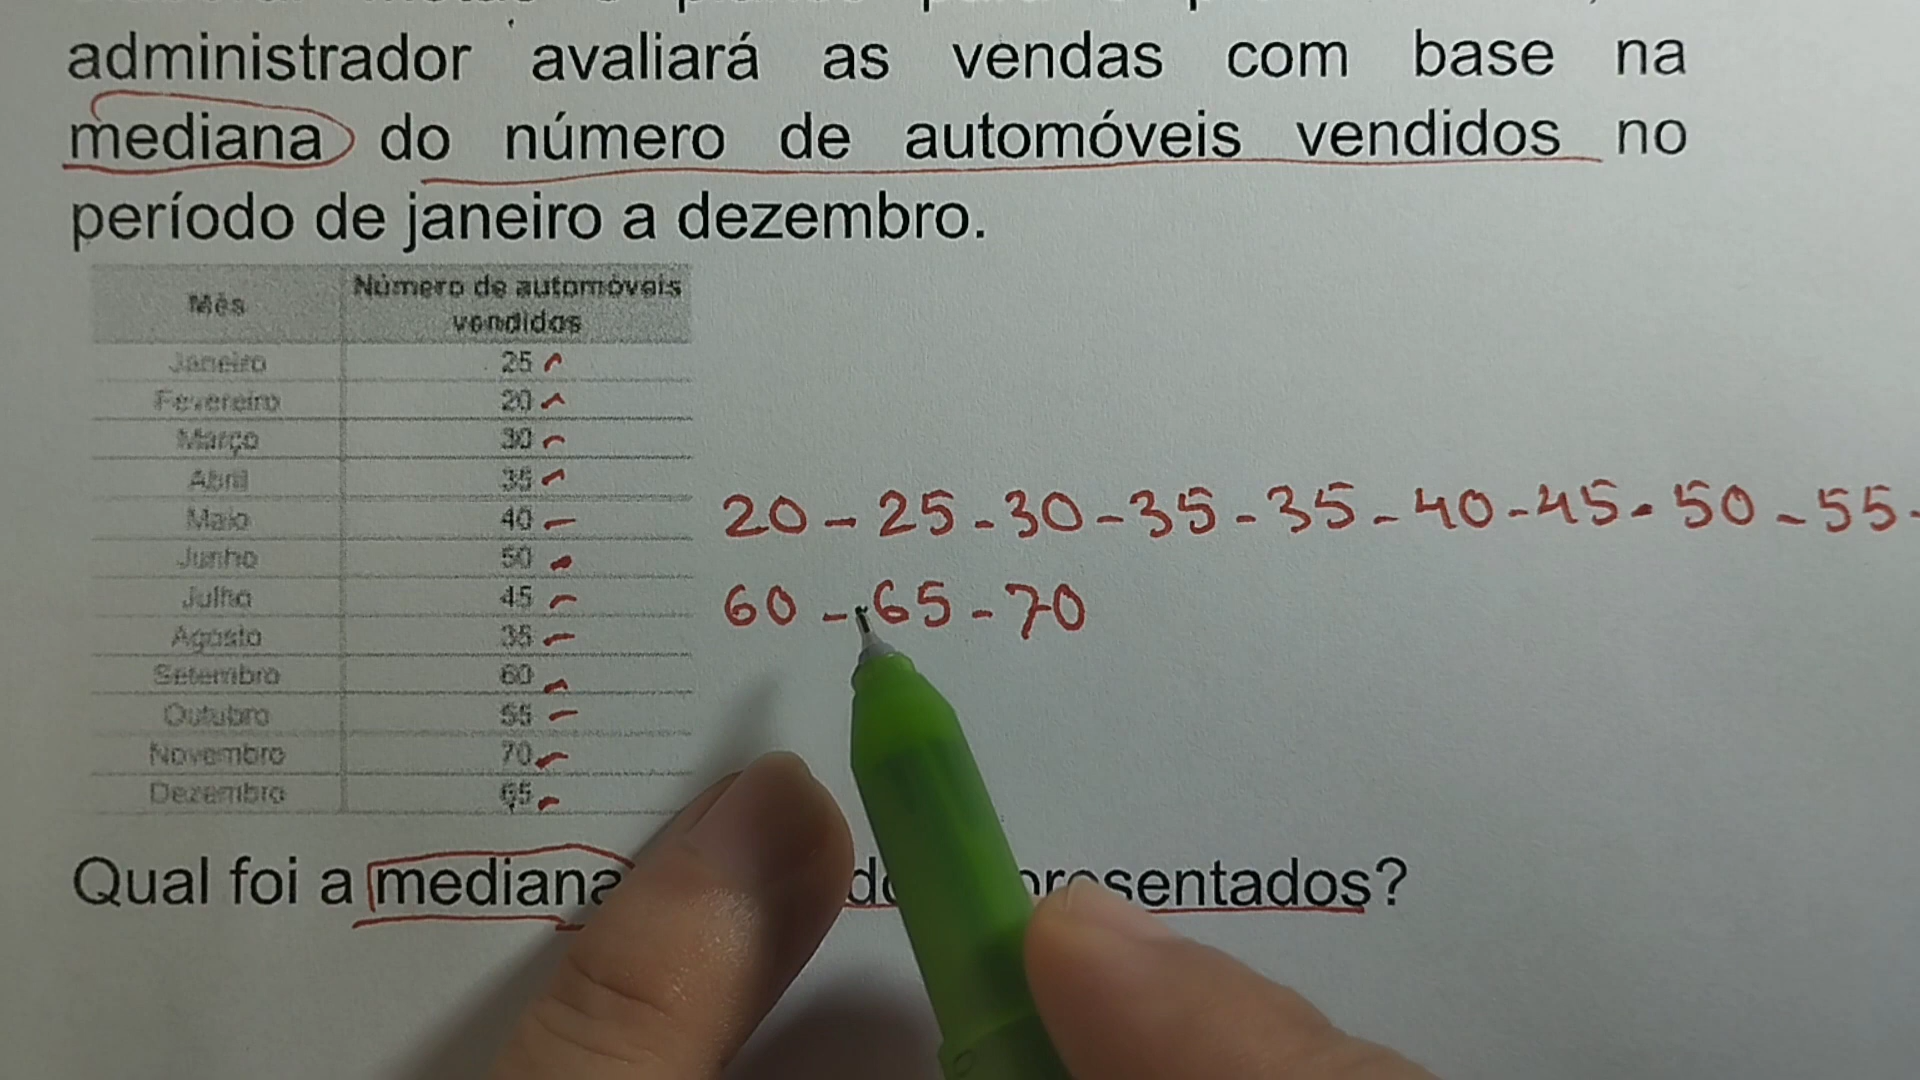 administrador avaliará as vendas com base na
mediana do número de automóveis vendidos no
período de janeiro a dezembro.
Mês Número de automóveis vendidos
Janeiro 25
Fevereiro 20
Março 30
Abril 35
Maio 40
Junho 50
Julho 45
Agosto 35
Setembro 60
Outubro 55
Novembro 70
Dezembro 65
20 - 25 - 30 - 35 - 35 - 40 - 45 - 50 - 55 -
60 - 65 - 70
Qual foi a mediana presentados?